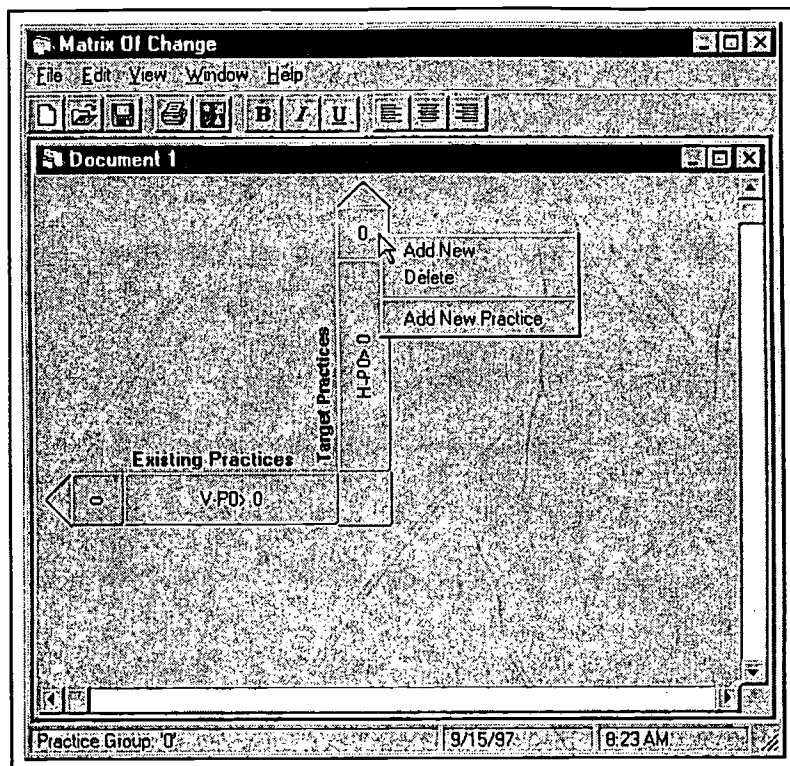 Matrix Of Change
File Edit View Window Help
B I U
Document 1
0
Add New
Delete
Add New Practice
Target Practices
H-P0> 0
Existing Practices
0
V-P0> 0
Practice Group: '0'
9/15/97
8:23 AM